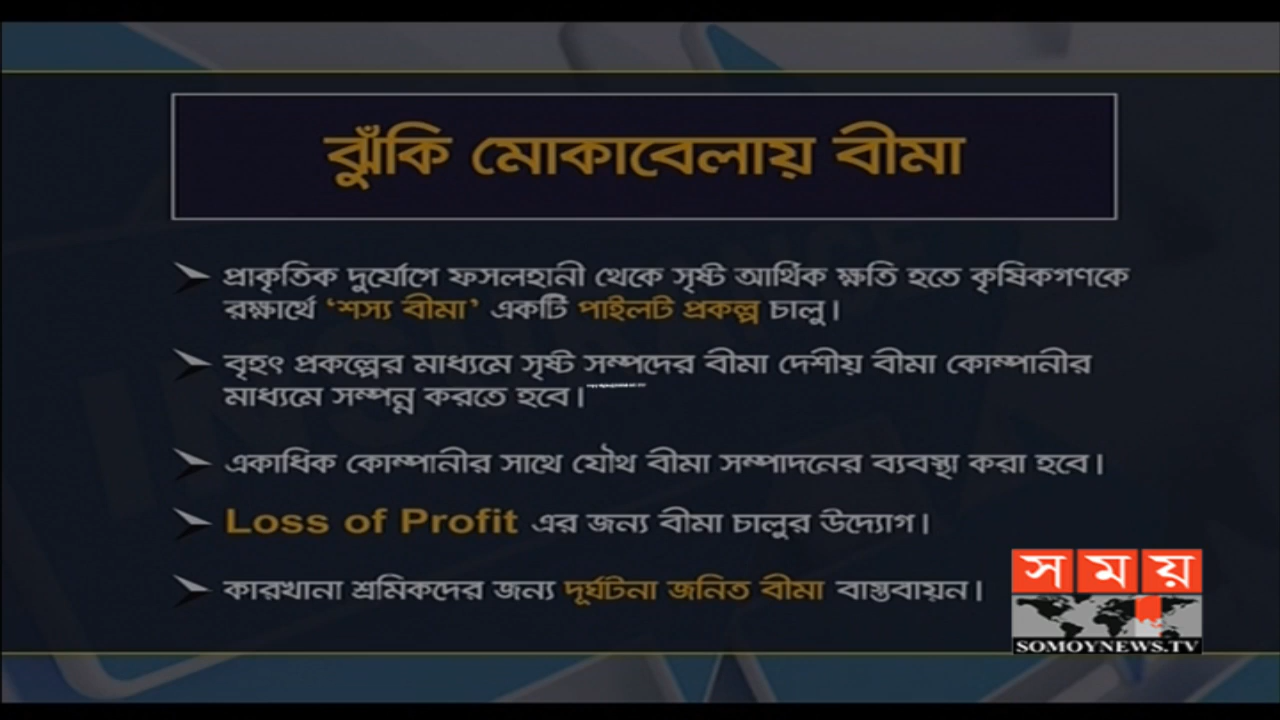 ঝুঁকি মোকাবেলায় বীমা
প্রাকৃতিক দুর্যোগে ফসলহানী থেকে সৃষ্ট আর্থিক ক্ষতি হতে কৃষিকগণকে
রক্ষার্থে ‘শস্য বীমা’ একটি পাইলট প্রকল্প চালু।
বৃহৎ প্রকল্পের মাধ্যমে সৃষ্ট সম্পদের বীমা দেশীয় বীমা কোম্পানীর
মাধ্যমে সম্পন্ন করতে হবে।
একাধিক কোম্পানীর সাথে যৌথ বীমা সম্পাদনের ব্যবস্থা করা হবে।
Loss of Profit এর জন্য বীমা চালুর উদ্যোগ।
কারখানা শ্রমিকদের জন্য দূর্ঘটনা জনিত বীমা বাস্তবায়ন।
সময়
SOMOYNEWS.TV